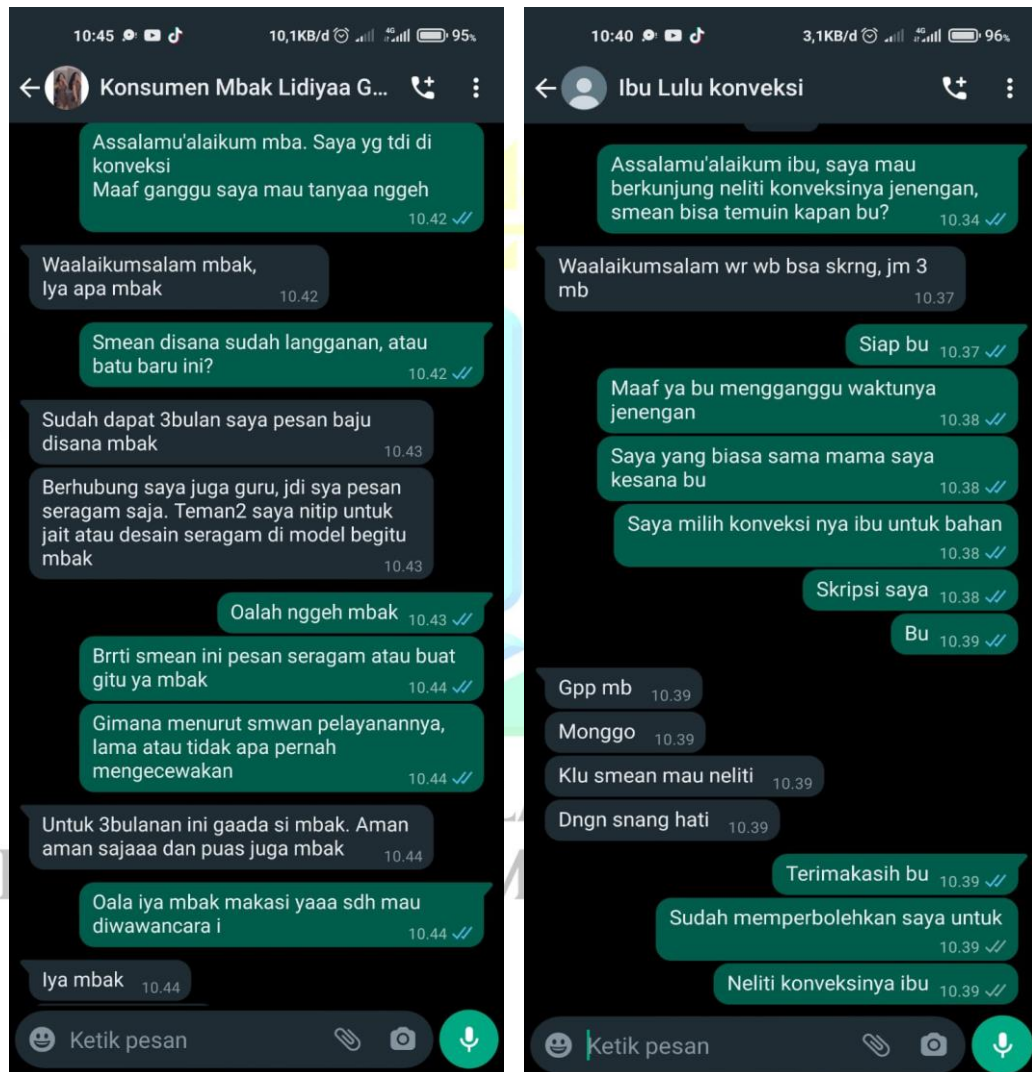 10:45
10,1KB/d
4G
95%
Konsumen Mbak Lidiyaa G...
Assalamu'alaikum mba. Saya yg tdi di
konveksi
Maaf ganggu saya mau tanyaa nggeh
10.42
Waalaikumsalam mbak,
Iya apa mbak
10.42
Smean disana sudah langganan, atau
batu baru ini?
10.42
Sudah dapat 3bulan saya pesan baju
disana mbak
10.43
Berhubung saya juga guru, jdi sya pesan
seragam saja. Teman2 saya nitip untuk
jait atau desain seragam di model begitu
mbak
10.43
Oalah nggeh mbak 10.43
Brrti smean ini pesan seragam atau buat
gitu ya mbak
10.44
Gimana menurut smwan pelayanannya,
lama atau tidak apa pernah
mengecewakan
10.44
Untuk 3bulanan ini gaada si mbak. Aman
aman sajaaa dan puas juga mbak
10.44
Oala iya mbak makasi yaaa sdh mau
diwawancara i
10.44
Iya mbak 10.44
Ketik pesan
10:40
3,1KB/d
4G
96%
Ibu Lulu konveksi
Assalamu'alaikum ibu, saya mau
berkunjung neliti konveksinya jenengan,
smean bisa temuin kapan bu?
10.34
Waalaikumsalam wr wb bsa skrng, jm 3
mb
10.37
Siap bu 10.37
Maaf ya bu mengganggu waktunya
jenengan
10.38
Saya yang biasa sama mama saya
kesana bu
10.38
Saya milih konveksi nya ibu untuk bahan
10.38
Skripsi saya 10.38
Bu 10.39
Gpp mb 10.39
Monggo 10.39
Klu smean mau neliti 10.39
Dngn snang hati 10.39
Terimakasih bu 10.39
Sudah memperbolehkan saya untuk
10.39
Neliti konveksinya ibu 10.39
Ketik pesan